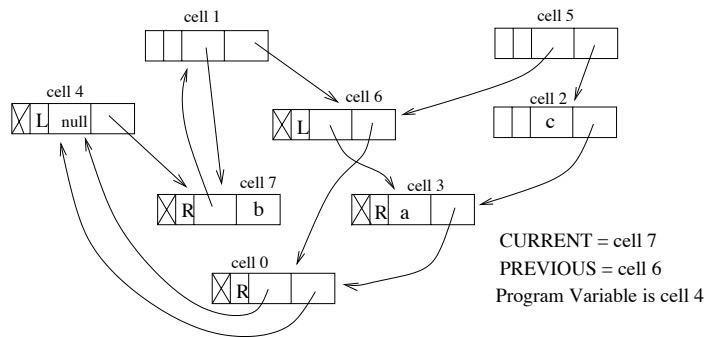 cell 1
cell 5
cell 4
L
null
cell 6
L
cell 2
c
cell 7
R
b
cell 3
R
a
cell 0
R
CURRENT = cell 7
PREVIOUS = cell 6
Program Variable is cell 4